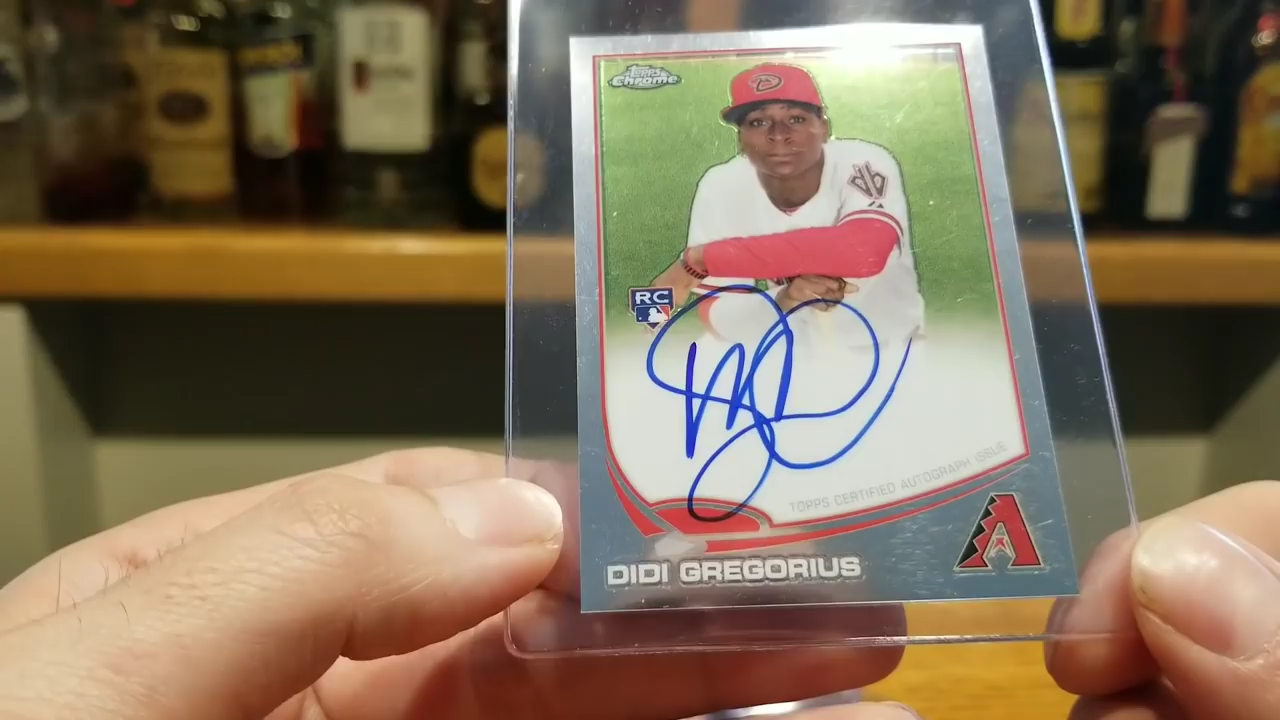 TOPPS
Chrome
RC
TOPPS CERTIFIED AUTOGRAPH ISSUE
DIDI GREGORIUS